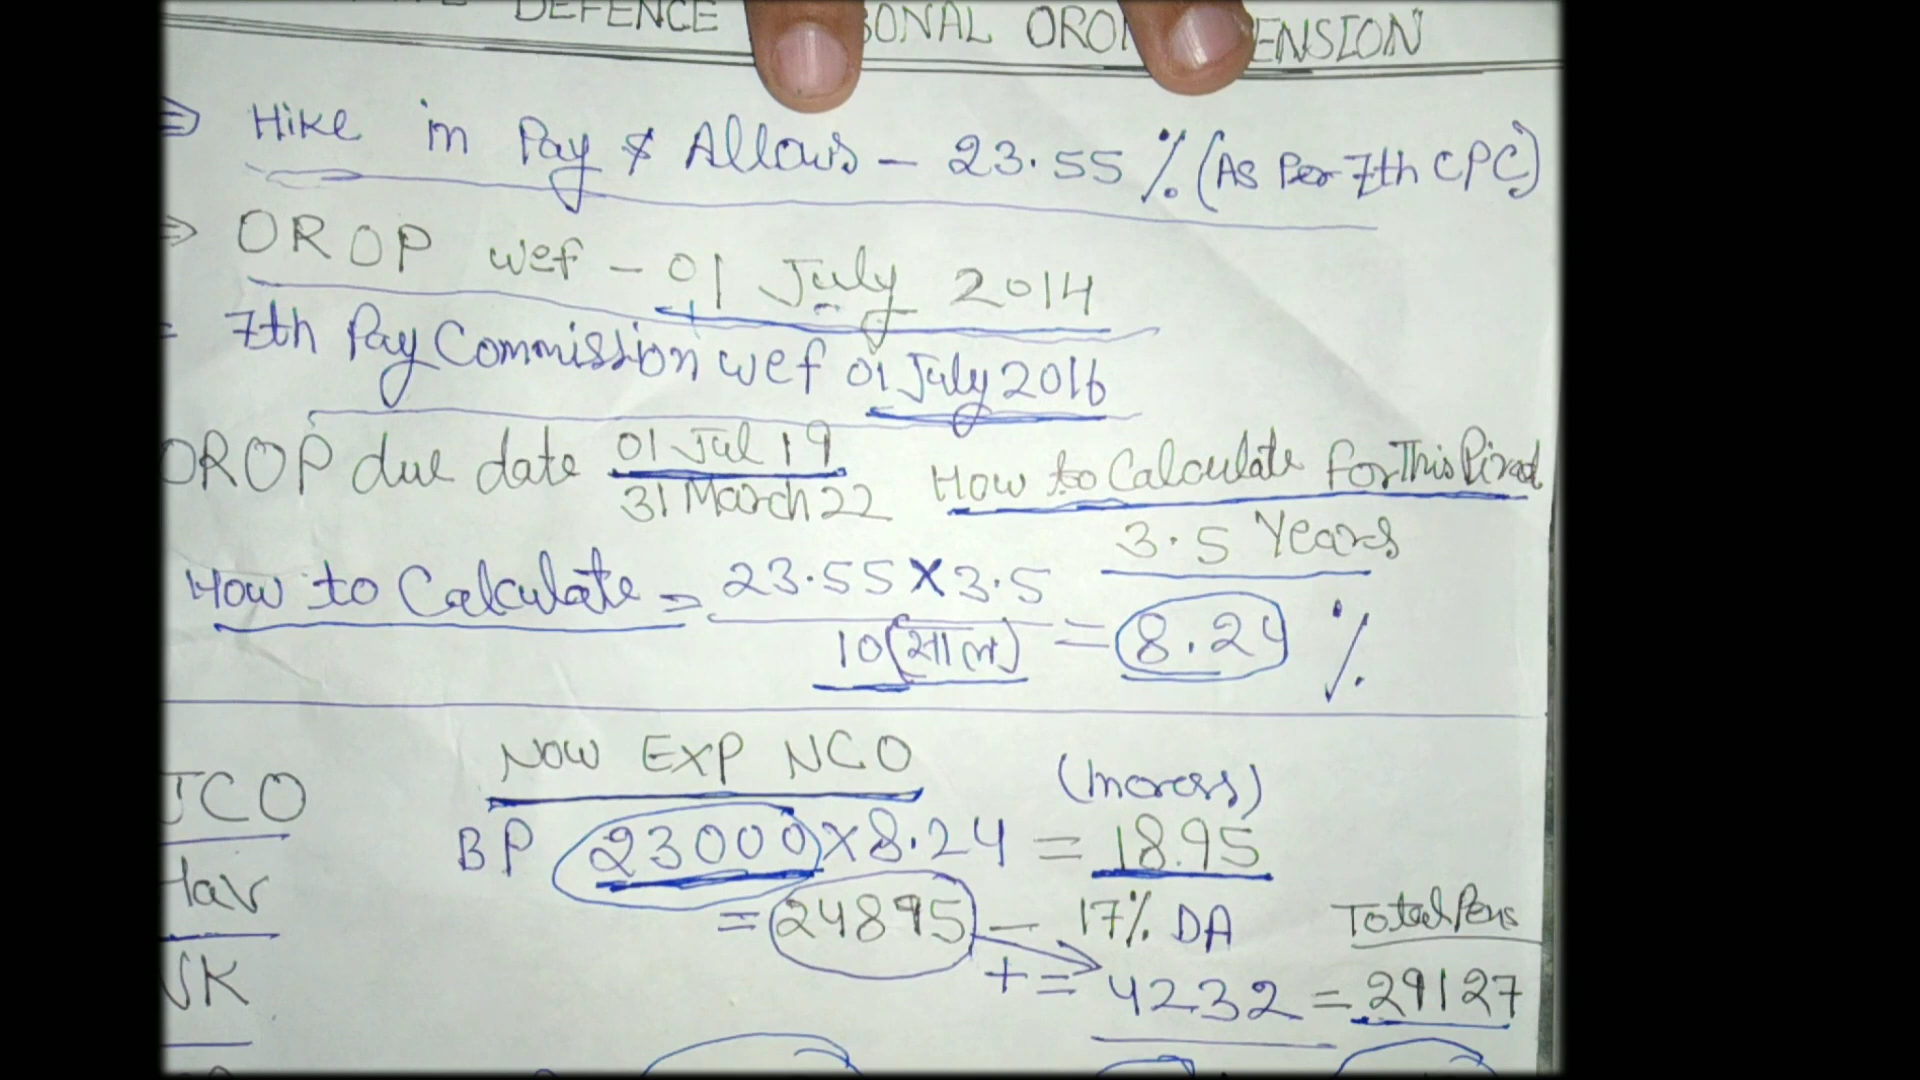 DEFENCE SONAL ORO ENSION
⇒ Hike in Pay & Allows - 23.55 % (As Per 7th CPC)
⇒ OROP wef - 01 July 2014
7th Pay Commission wef 01 July 2016
OROP due date 01 Jul 19 How to Calculate for This Pirod
31 March 22
3.5 Years
How to Calculate = 23.55 X 3.5 = 8.24 %
10 (साल)
Now EXP NCO
JCO (Incress)
BP 23000 X 8.24 = 1895
Hav
= 24895 - 17% DA Total Pens
NK + = 4232 = 29127